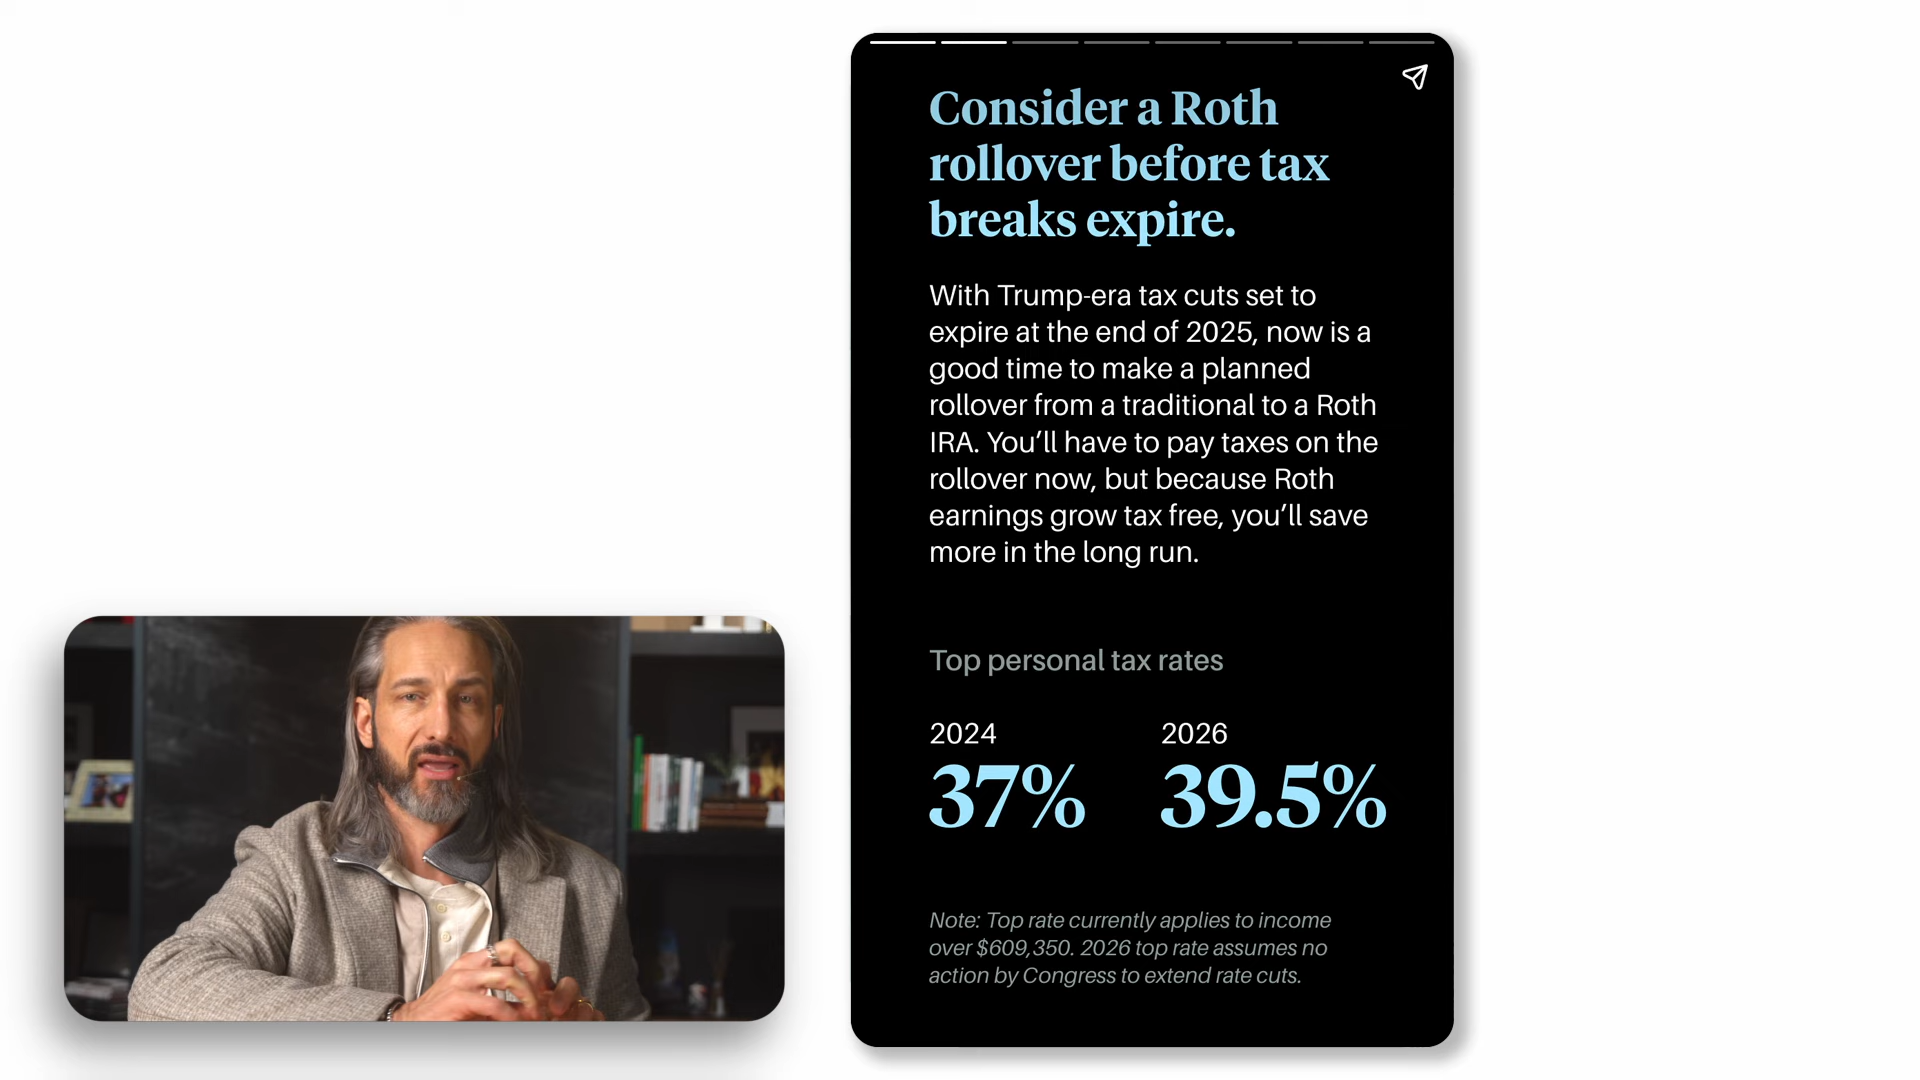 Consider a Roth
rollover before tax
breaks expire.
With Trump-era tax cuts set to
expire at the end of 2025, now is a
good time to make a planned
rollover from a traditional to a Roth
IRA. You’ll have to pay taxes on the
rollover now, but because Roth
earnings grow tax free, you’ll save
more in the long run.
Top personal tax rates
2024 2026
37% 39.5%
Note: Top rate currently applies to income
over $609,350. 2026 top rate assumes no
action by Congress to extend rate cuts.